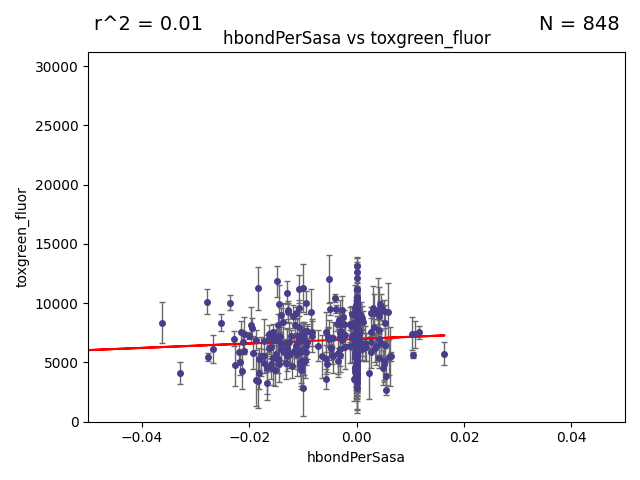 r^2 = 0.01
N = 848
hbondPerSasa vs toxgreen_fluor
30000
25000
20000
15000
10000
5000
0
toxgreen_fluor
−0.04
−0.02
0.00
0.02
0.04
hbondPerSasa